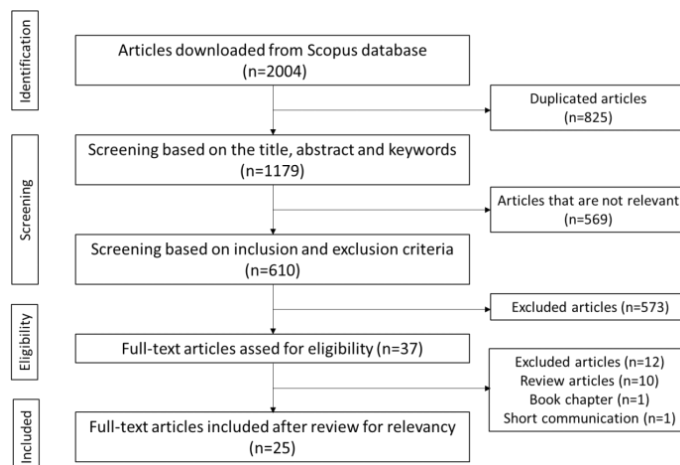 Identification
Articles downloaded from Scopus database
(n=2004)
Duplicated articles
(n=825)
Screening
Screening based on the title, abstract and keywords
(n=1179)
Articles that are not relevant
(n=569)
Screening based on inclusion and exclusion criteria
(n=610)
Excluded articles (n=573)
Eligibility
Full-text articles assed for eligibility (n=37)
Excluded articles (n=12)
Review articles (n=10)
Book chapter (n=1)
Short communication (n=1)
Included
Full-text articles included after review for relevancy
(n=25)